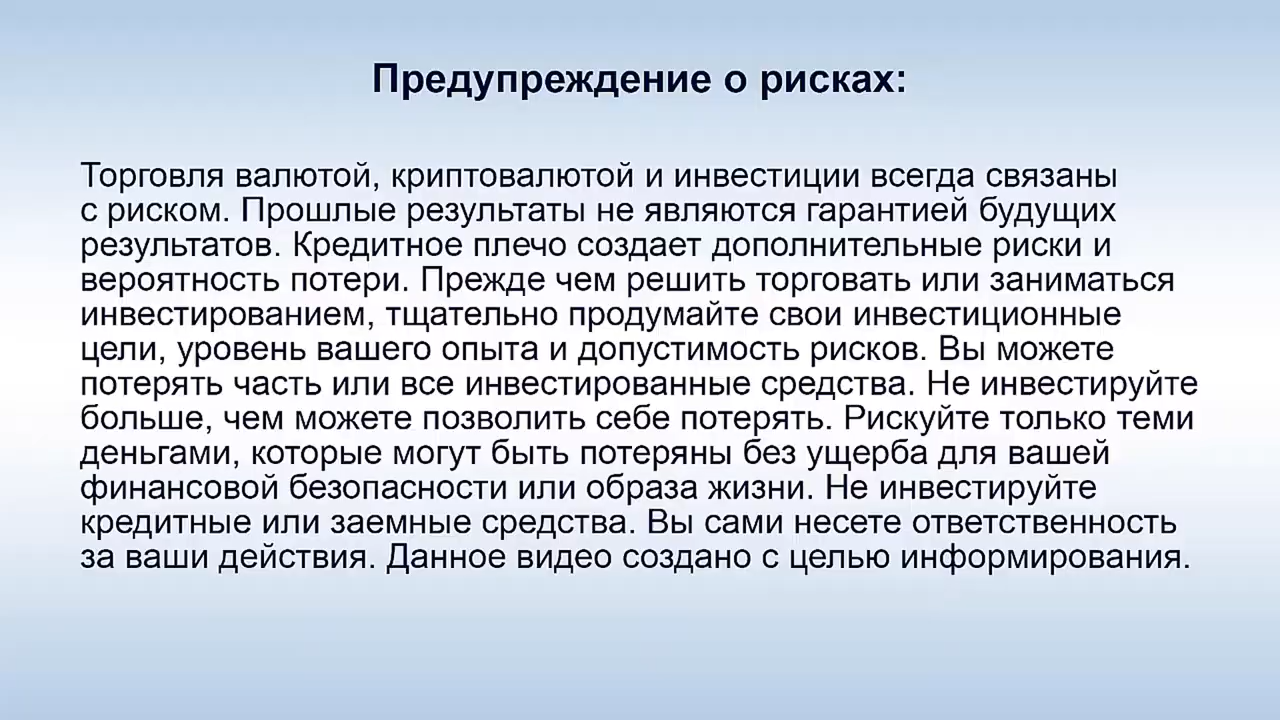 Предупреждение о рисках:
Торговля валютой, криптовалютой и инвестиции всегда связаны
с риском. Прошлые результаты не являются гарантией будущих
результатов. Кредитное плечо создает дополнительные риски и
вероятность потери. Прежде чем решить торговать или заниматься
инвестированием, тщательно продумайте свои инвестиционные
цели, уровень вашего опыта и допустимость рисков. Вы можете
потерять часть или все инвестированные средства. Не инвестируйте
больше, чем можете позволить себе потерять. Рискуйте только теми
деньгами, которые могут быть потеряны без ущерба для вашей
финансовой безопасности или образа жизни. Не инвестируйте
кредитные или заемные средства. Вы сами несете ответственность
за ваши действия. Данное видео создано с целью информирования.